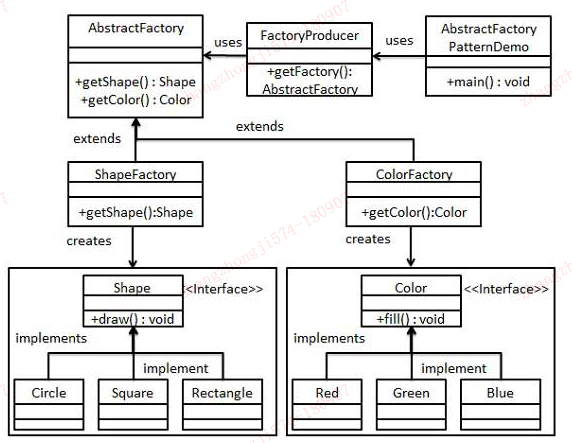 AbstractFactory
+getShape() : Shape
+getColor() : Color
uses
FactoryProducer
+getFactory():
AbstractFactory
uses
AbstractFactory
PatternDemo
+main() : void
extends
extends
ShapeFactory
+getShape():Shape
ColorFactory
+getColor():Color
creates
creates
Shape
<<Interface>>
+draw() : void
implements
implement
Circle
Square
Rectangle
Color
<<Interface>>
+fill() : void
implements
implement
Red
Green
Blue